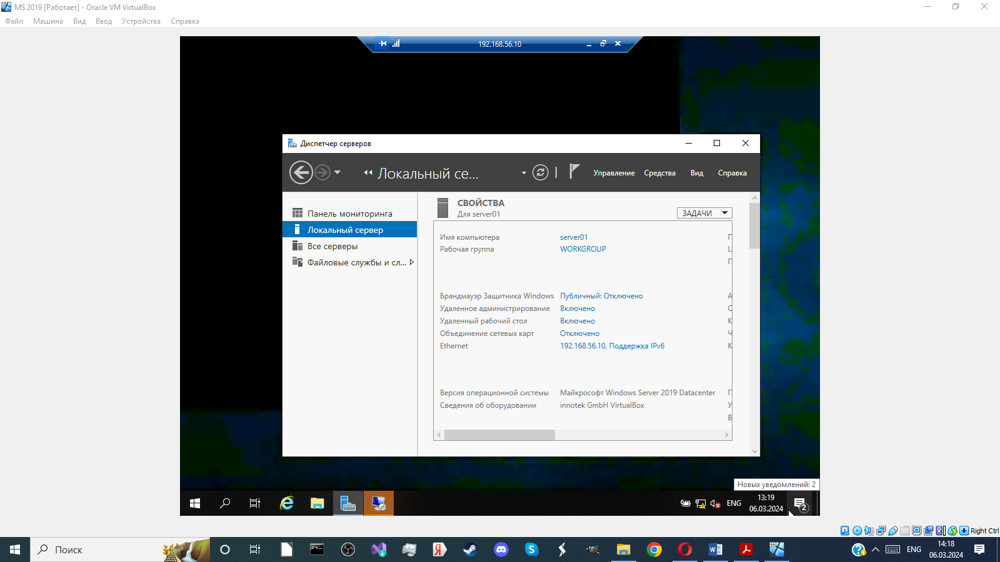 MS 2019 [Работает] - Oracle VM VirtualBox
Файл Машина Вид Ввод Устройства Справка
192.168.56.10
Диспетчер серверов
Локальный се...
Управление Средства Вид Справка
Панель мониторинга
Локальный сервер
Все серверы
Файловые службы и сл...
СВОЙСТВА
Для server01
ЗАДАЧИ
Имя компьютера server01
Рабочая группа WORKGROUP
Брандмауэр Защитника Windows Публичный: Отключено
Удаленное администрирование Включено
Удаленный рабочий стол Включено
Объединение сетевых карт Отключено
Ethernet 192.168.56.10, Поддержка IPv6
Версия операционной системы Майкрософт Windows Server 2019 Datacenter
Сведения об оборудовании innotek GmbH VirtualBox
Новых уведомлений: 2
ENG
13:19
06.03.2024
2
Right Ctrl
Поиск
ENG
14:18
06.03.2024